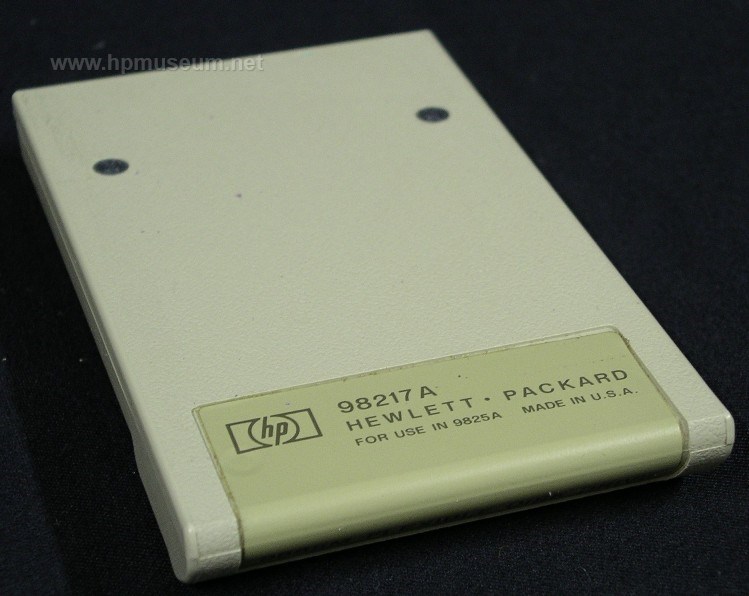 www.hpmuseum.net
hp
98217A
HEWLETT · PACKARD
FOR USE IN 9825A MADE IN U.S.A.